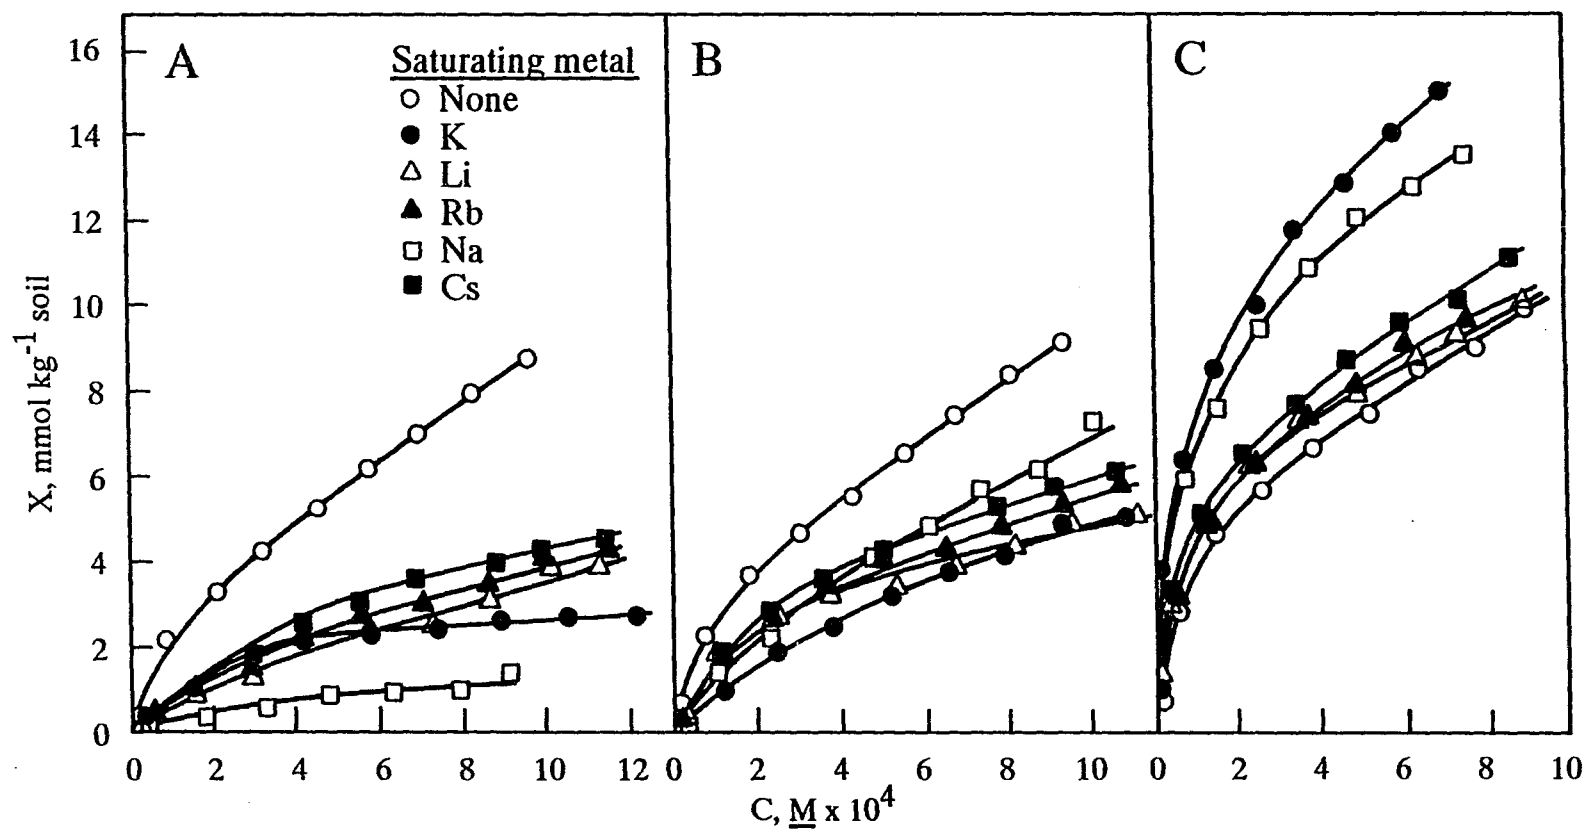 A
B
C
Saturating metal
None
K
Li
Rb
Na
Cs
X, mmol kg⁻¹ soil
16
14
12
10
8
6
4
2
0
0 2 4 6 8 10 12 0 2 4 6 8 10 0 2 4 6 8 10
C, M x 10⁴